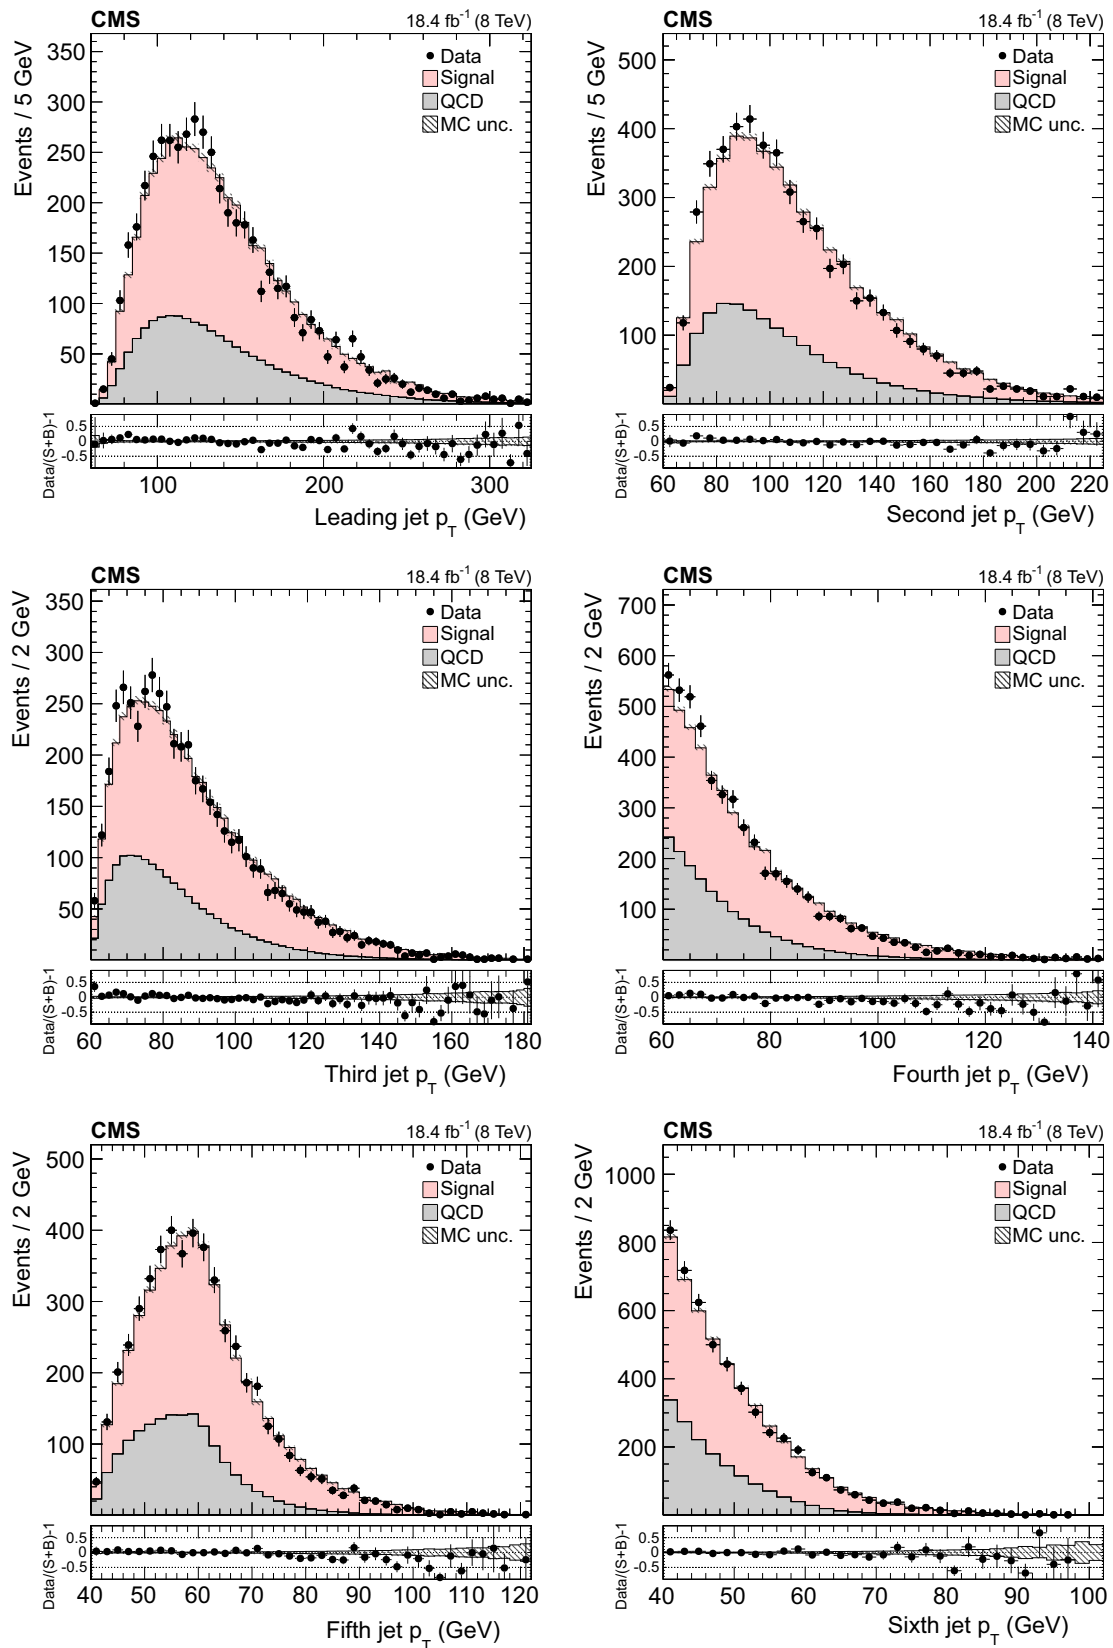 CMS 18.4 fb⁻¹ (8 TeV)
Events / 5 GeV
350
300
250
200
150
100
50
Data
Signal
QCD
MC unc.
Data/(S+B)-1
0.5
0
-0.5
100 200 300
Leading jet p_T (GeV)
CMS 18.4 fb⁻¹ (8 TeV)
Events / 5 GeV
500
400
300
200
100
Data
Signal
QCD
MC unc.
Data/(S+B)-1
0.5
0
-0.5
60 80 100 120 140 160 180 200 220
Second jet p_T (GeV)
CMS 18.4 fb⁻¹ (8 TeV)
Events / 2 GeV
350
300
250
200
150
100
50
Data
Signal
QCD
MC unc.
Data/(S+B)-1
0.5
0
-0.5
60 80 100 120 140 160 180
Third jet p_T (GeV)
CMS 18.4 fb⁻¹ (8 TeV)
Events / 2 GeV
700
600
500
400
300
200
100
Data
Signal
QCD
MC unc.
Data/(S+B)-1
0.5
0
-0.5
60 80 100 120 140
Fourth jet p_T (GeV)
CMS 18.4 fb⁻¹ (8 TeV)
Events / 2 GeV
500
400
300
200
100
Data
Signal
QCD
MC unc.
Data/(S+B)-1
0.5
0
-0.5
40 50 60 70 80 90 100 110 120
Fifth jet p_T (GeV)
CMS 18.4 fb⁻¹ (8 TeV)
Events / 2 GeV
1000
800
600
400
200
Data
Signal
QCD
MC unc.
Data/(S+B)-1
0.5
0
-0.5
40 50 60 70 80 90 100
Sixth jet p_T (GeV)